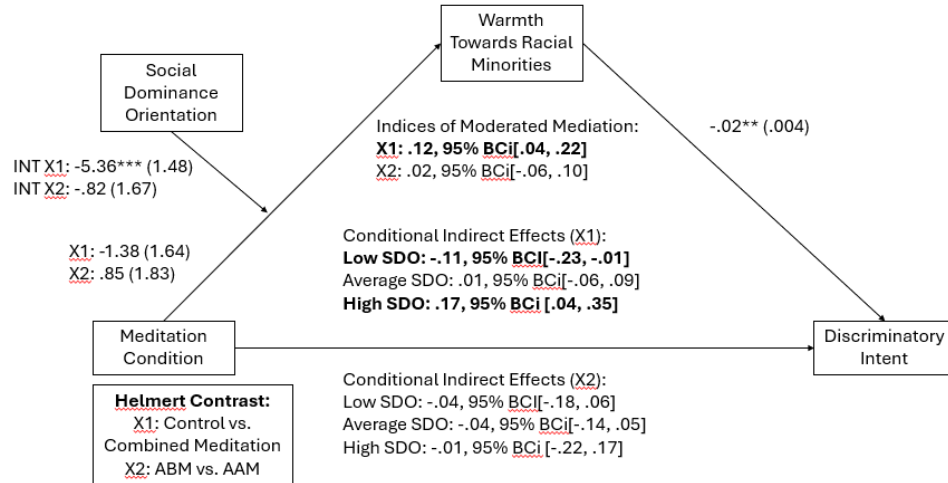 Warmth
Towards Racial
Minorities
Social
Dominance
Orientation
-.02** (.004)
Indices of Moderated Mediation:
X1: .12, 95% BCi[.04, .22]
X2: .02, 95% BCi[-.06, .10]
INT X1: -5.36*** (1.48)
INT X2: -.82 (1.67)
X1: -1.38 (1.64)
X2: .85 (1.83)
Conditional Indirect Effects (X1):
Low SDO: -.11, 95% BCI[-.23, -.01]
Average SDO: .01, 95% BCi[-.06, .09]
High SDO: .17, 95% BCi [.04, .35]
Meditation
Condition
Discriminatory
Intent
Helmert Contrast:
X1: Control vs.
Combined Meditation
X2: ABM vs. AAM
Conditional Indirect Effects (X2):
Low SDO: -.04, 95% BCI[-.18, .06]
Average SDO: -.04, 95% BCi[-.14, .05]
High SDO: -.01, 95% BCi [-.22, .17]